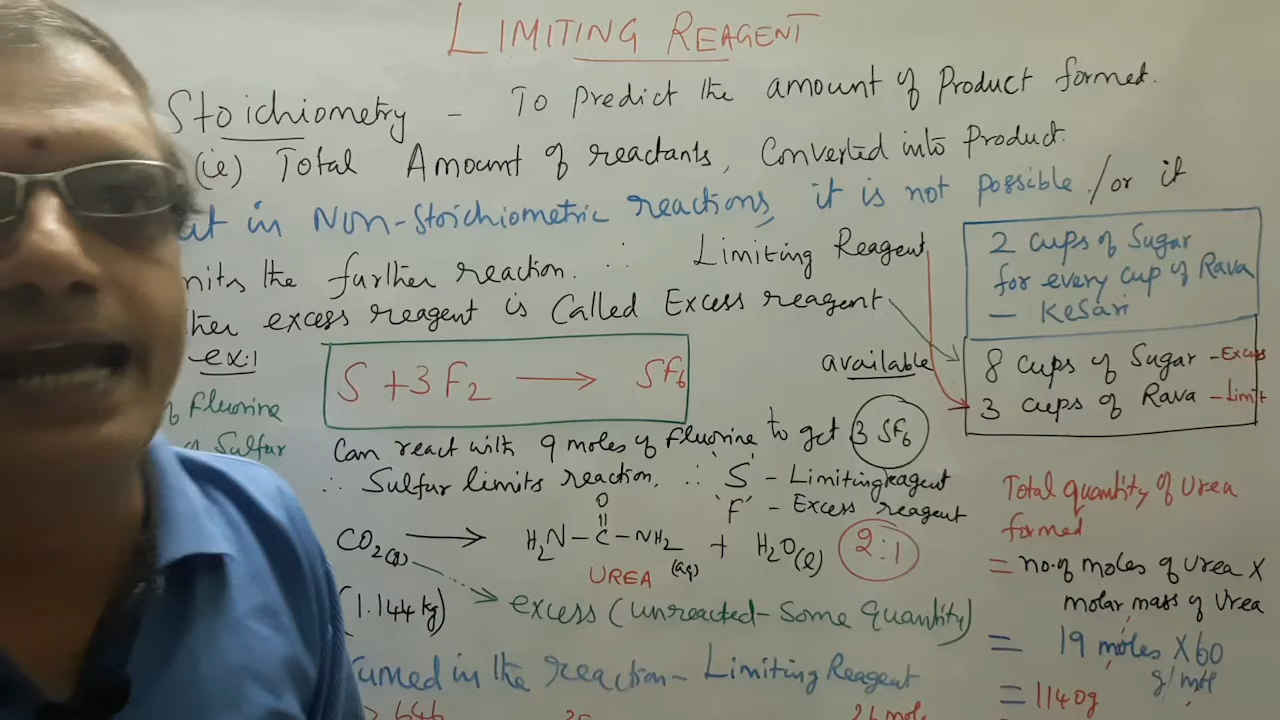 LIMITING REAGENT
Stoichiometry - To predict the amount of Product formed.
(ie) Total Amount of reactants, Converted into Product.
in Non-Stoichiometric reactions, it is not possible. / or it
the further reaction. ∴ Limiting Reagent
excess reagent is Called Excess reagent
2 cups of Sugar
for every cup of Rava
- Kesari
ex:1
S + 3F2 → SF6
available
8 cups of Sugar - Excess
3 cups of Rava - Limit
of Fluorine
Sulfur
Can react with 9 moles of Fluorine to get 3 SF6
∴ Sulfur limits reaction, ∴ 'S' - Limiting reagent
'F' - Excess reagent
CO2(g) → H2N - C - NH2 (aq) + H2O(l) 2:1
O
UREA
(1.144 kg) excess (unreacted - Some quantity)
in the reaction - Limiting Reagent
Total quantity of Urea
formed
= no. of moles of Urea X
molar mass of Urea
= 19 moles X 60
g/mol
= 1140g